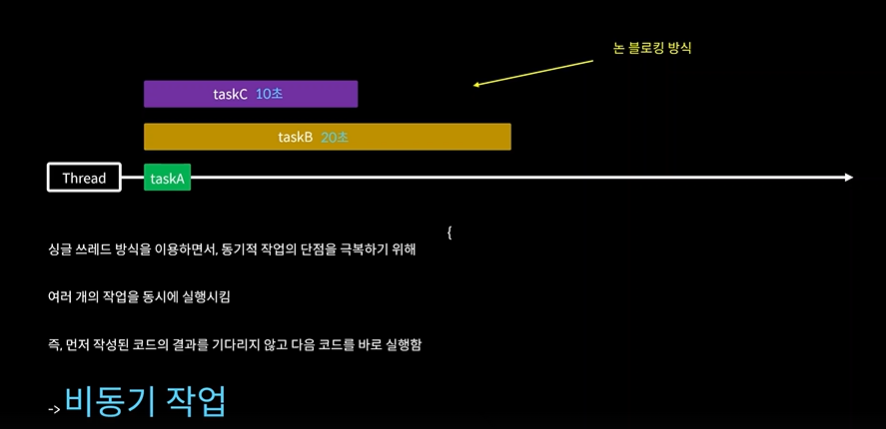 논 블로킹 방식
taskC 10초
taskB 20초
Thread
taskA
{
싱글 쓰레드 방식을 이용하면서, 동기적 작업의 단점을 극복하기 위해
여러 개의 작업을 동시에 실행시킴
즉, 먼저 작성된 코드의 결과를 기다리지 않고 다음 코드를 바로 실행함
-> 비동기 작업